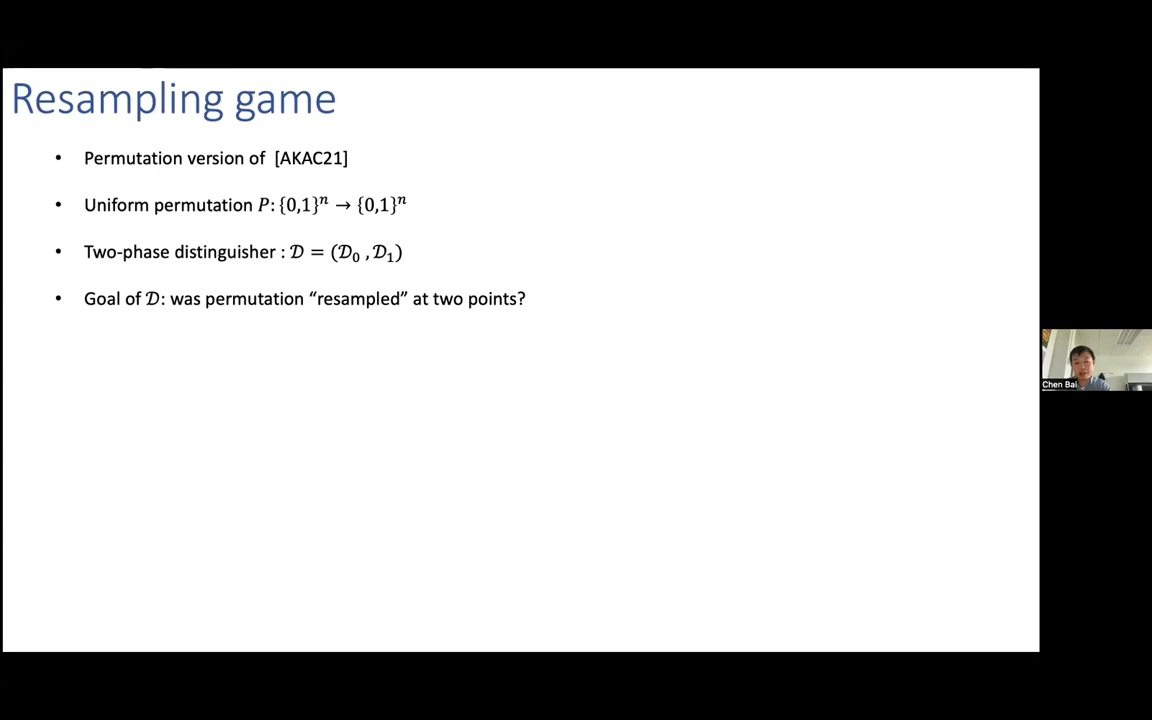 Resampling game
• Permutation version of [AKAC21]
• Uniform permutation 𝑃: {0,1}ⁿ → {0,1}ⁿ
• Two-phase distinguisher : 𝒟 = (𝒟₀ , 𝒟₁)
• Goal of 𝒟: was permutation “resampled” at two points?
Chen Bai